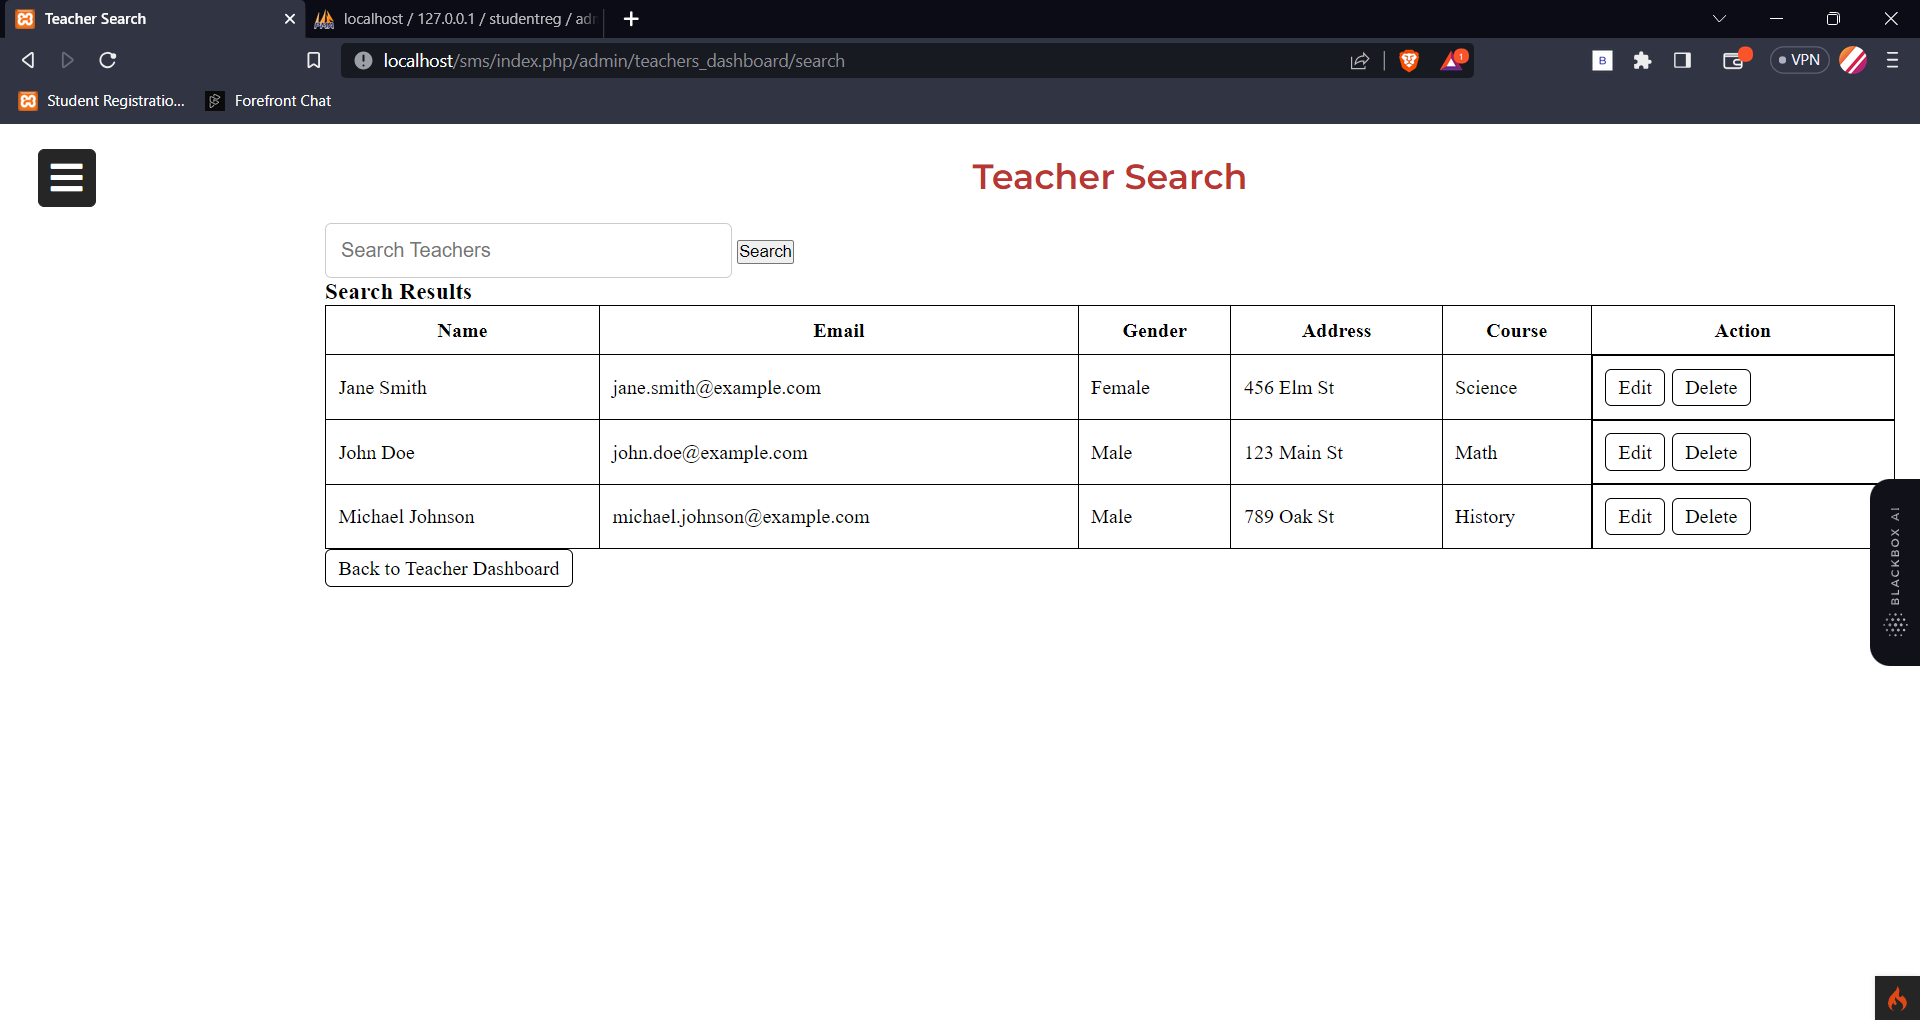 Teacher Search
localhost / 127.0.0.1 / studentreg / adm
localhost/sms/index.php/admin/teachers_dashboard/search
1
B
VPN
Student Registratio...
Forefront Chat
Teacher Search
Search Teachers
Search
Search Results
Name Email Gender Address Course Action
Jane Smith jane.smith@example.com Female 456 Elm St Science Edit Delete
John Doe john.doe@example.com Male 123 Main St Math Edit Delete
Michael Johnson michael.johnson@example.com Male 789 Oak St History Edit Delete
Back to Teacher Dashboard
BLACKBOX AI